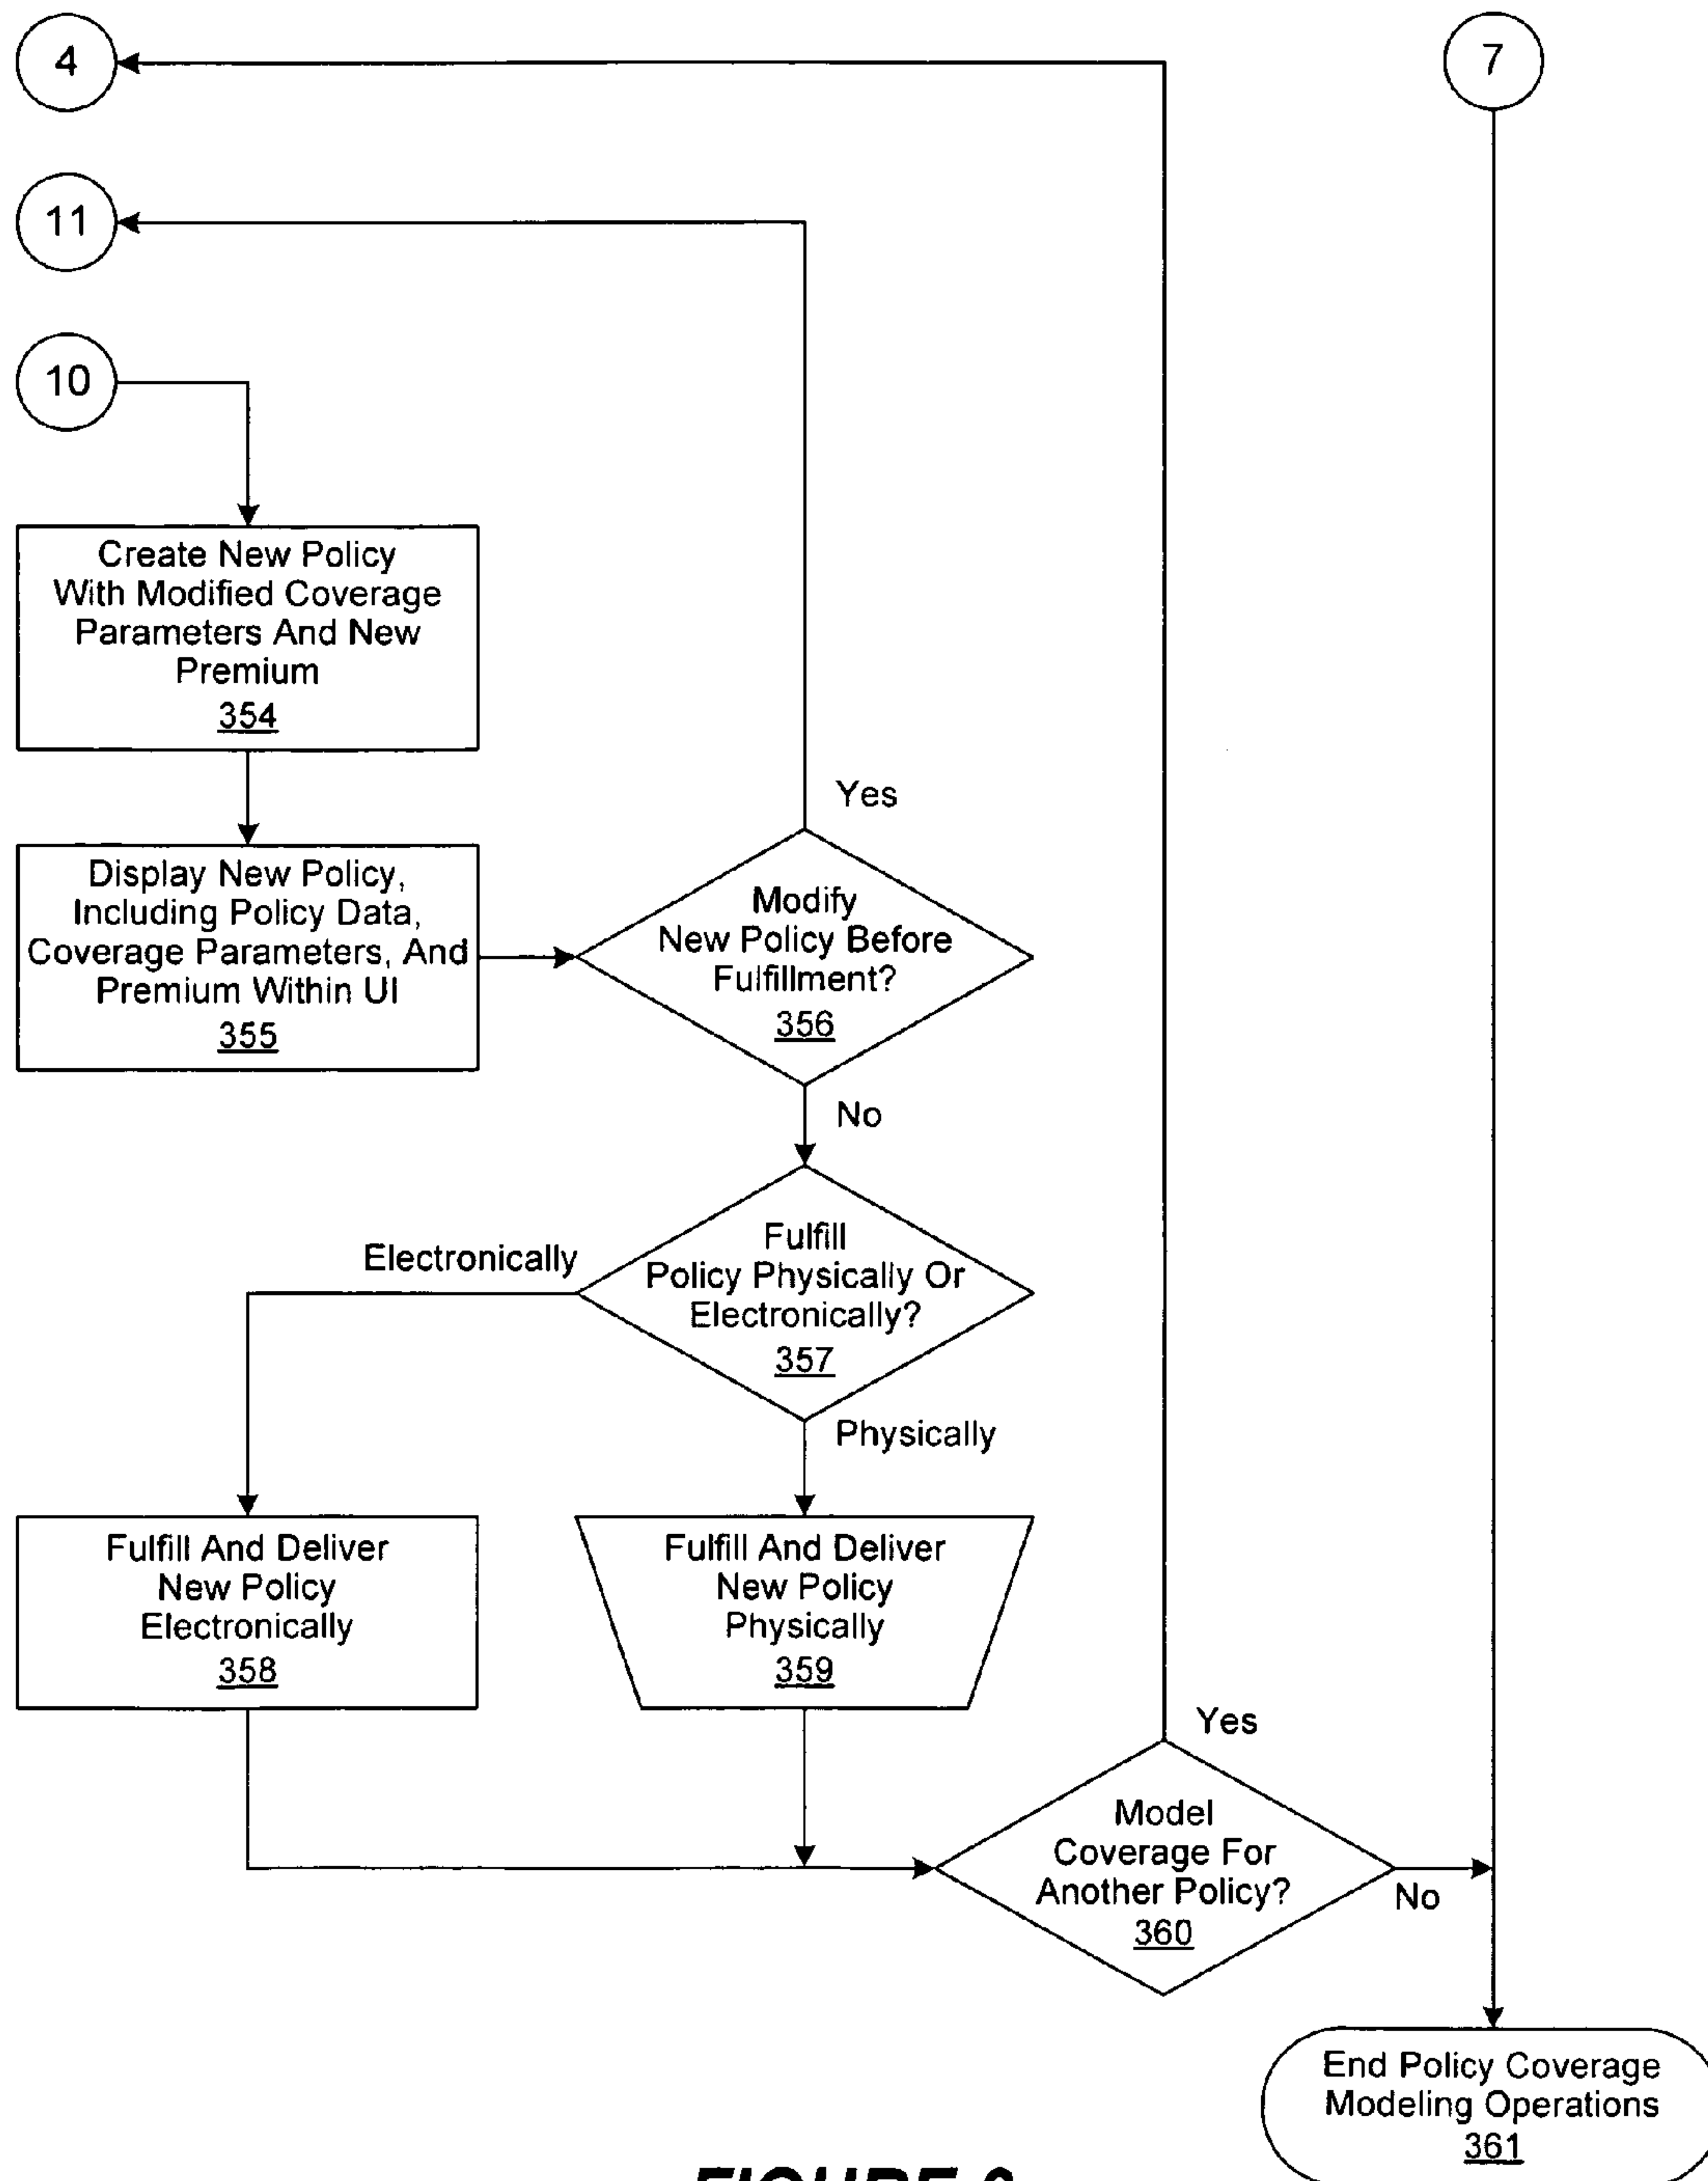 4
7
11
10
Create New Policy
With Modified Coverage
Parameters And New
Premium
354
Yes
Display New Policy,
Including Policy Data,
Coverage Parameters, And
Premium Within UI
355
Modify
New Policy Before
Fulfillment?
356
No
Electronically
Fulfill
Policy Physically Or
Electronically?
357
Physically
Fulfill And Deliver
New Policy
Electronically
358
Fulfill And Deliver
New Policy
Physically
359
Yes
Model
Coverage For
Another Policy?
360
No
End Policy Coverage
Modeling Operations
361